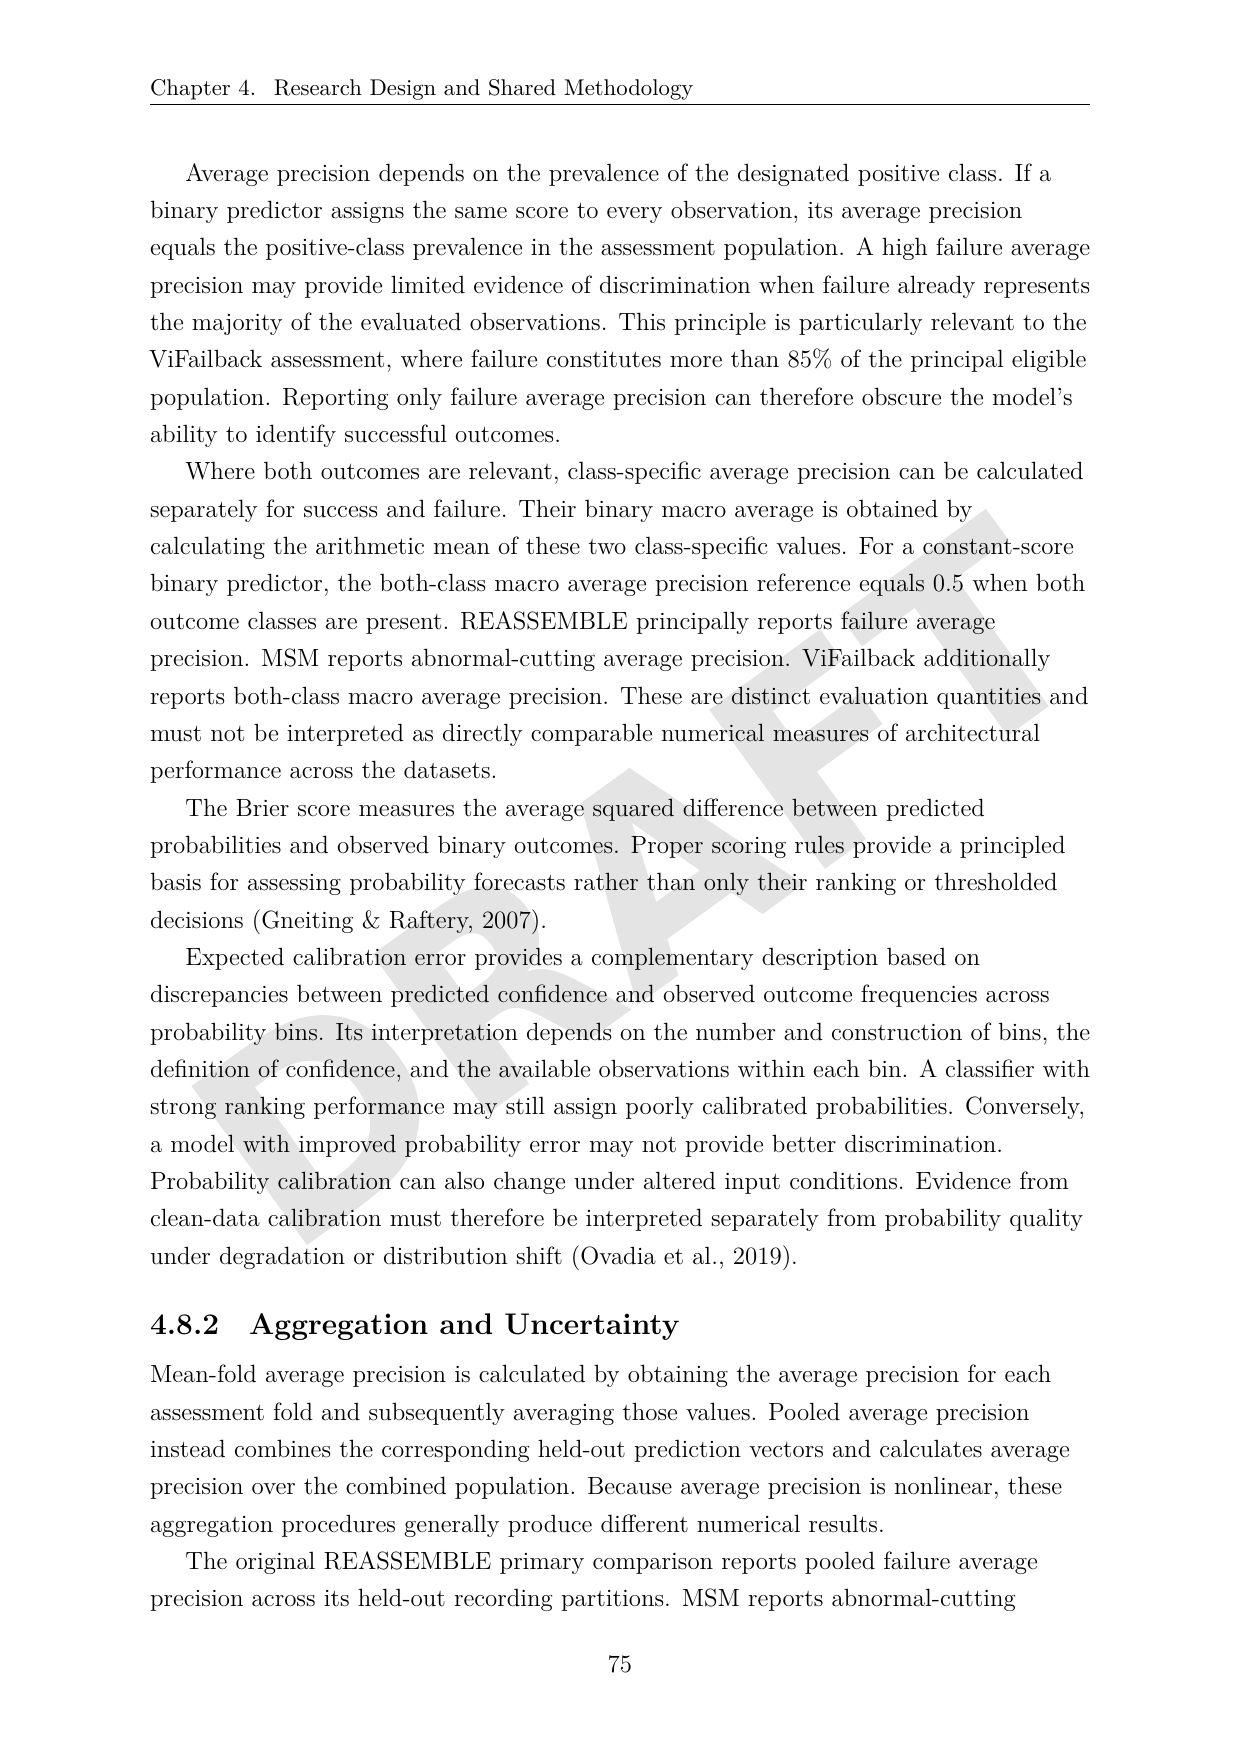 Chapter 4. Research Design and Shared Methodology
Average precision depends on the prevalence of the designated positive class. If a
binary predictor assigns the same score to every observation, its average precision
equals the positive-class prevalence in the assessment population. A high failure average
precision may provide limited evidence of discrimination when failure already represents
the majority of the evaluated observations. This principle is particularly relevant to the
ViFailback assessment, where failure constitutes more than 85% of the principal eligible
population. Reporting only failure average precision can therefore obscure the model's
ability to identify successful outcomes.
Where both outcomes are relevant, class-specific average precision can be calculated
separately for success and failure. Their binary macro average is obtained by
calculating the arithmetic mean of these two class-specific values. For a constant-score
binary predictor, the both-class macro average precision reference equals 0.5 when both
outcome classes are present. REASSEMBLE principally reports failure average
precision. MSM reports abnormal-cutting average precision. ViFailback additionally
reports both-class macro average precision. These are distinct evaluation quantities and
must not be interpreted as directly comparable numerical measures of architectural
performance across the datasets.
The Brier score measures the average squared difference between predicted
probabilities and observed binary outcomes. Proper scoring rules provide a principled
basis for assessing probability forecasts rather than only their ranking or thresholded
decisions (Gneiting & Raftery, 2007).
Expected calibration error provides a complementary description based on
discrepancies between predicted confidence and observed outcome frequencies across
probability bins. Its interpretation depends on the number and construction of bins, the
definition of confidence, and the available observations within each bin. A classifier with
strong ranking performance may still assign poorly calibrated probabilities. Conversely,
a model with improved probability error may not provide better discrimination.
Probability calibration can also change under altered input conditions. Evidence from
clean-data calibration must therefore be interpreted separately from probability quality
under degradation or distribution shift (Ovadia et al., 2019).
4.8.2 Aggregation and Uncertainty
Mean-fold average precision is calculated by obtaining the average precision for each
assessment fold and subsequently averaging those values. Pooled average precision
instead combines the corresponding held-out prediction vectors and calculates average
precision over the combined population. Because average precision is nonlinear, these
aggregation procedures generally produce different numerical results.
The original REASSEMBLE primary comparison reports pooled failure average
precision across its held-out recording partitions. MSM reports abnormal-cutting
75
DRAFT